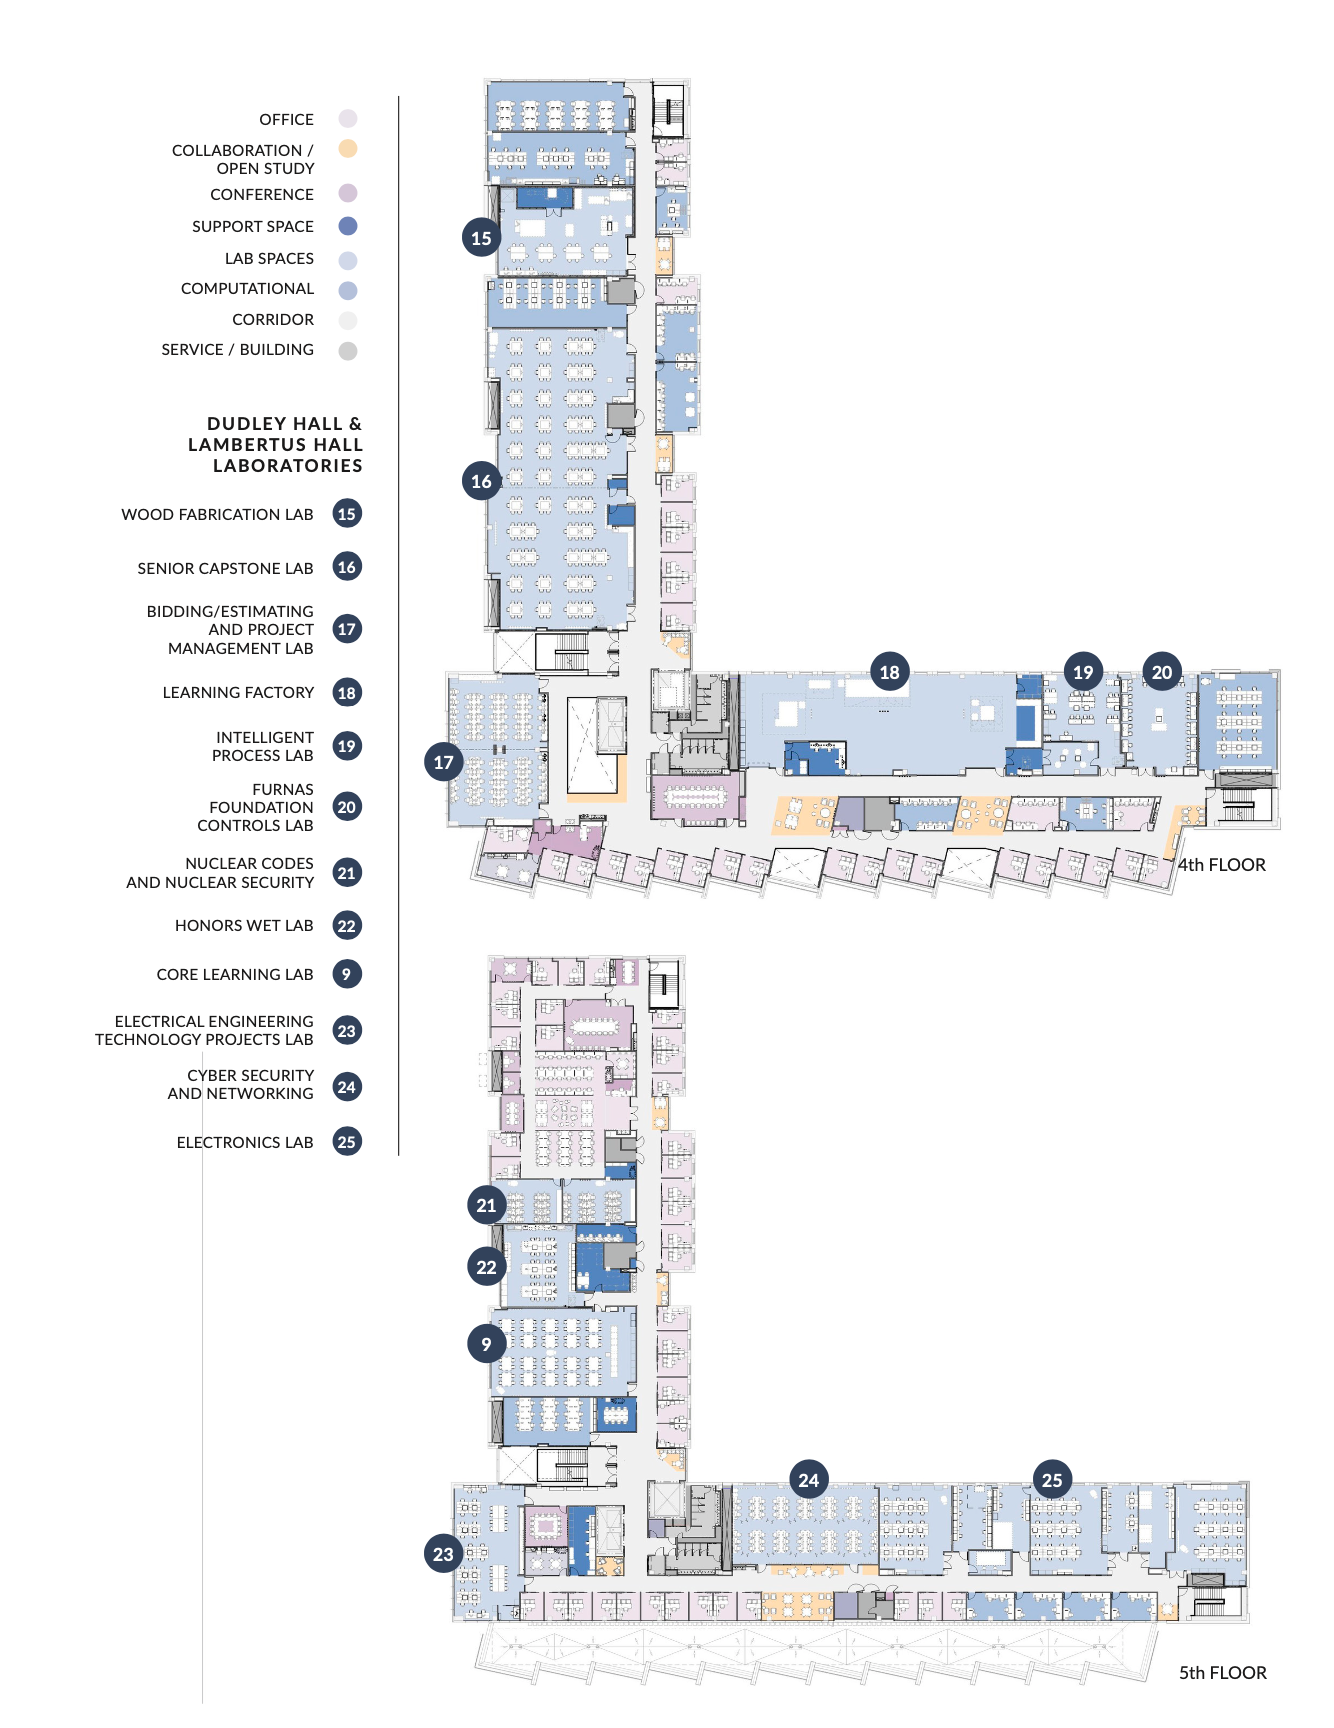 OFFICE
COLLABORATION /
OPEN STUDY
CONFERENCE
SUPPORT SPACE
LAB SPACES
COMPUTATIONAL
CORRIDOR
SERVICE / BUILDING
DUDLEY HALL &
LAMBERTUS HALL
LABORATORIES
WOOD FABRICATION LAB 15
SENIOR CAPSTONE LAB 16
BIDDING/ESTIMATING
AND PROJECT 17
MANAGEMENT LAB
LEARNING FACTORY 18
INTELLIGENT
PROCESS LAB 19
FURNAS
FOUNDATION 20
CONTROLS LAB
NUCLEAR CODES
AND NUCLEAR SECURITY 21
HONORS WET LAB 22
CORE LEARNING LAB 9
ELECTRICAL ENGINEERING
TECHNOLOGY PROJECTS LAB 23
CYBER SECURITY
AND NETWORKING 24
ELECTRONICS LAB 25
15
16
18 19 20
17
4th FLOOR
21
22
9
24 25
23
5th FLOOR